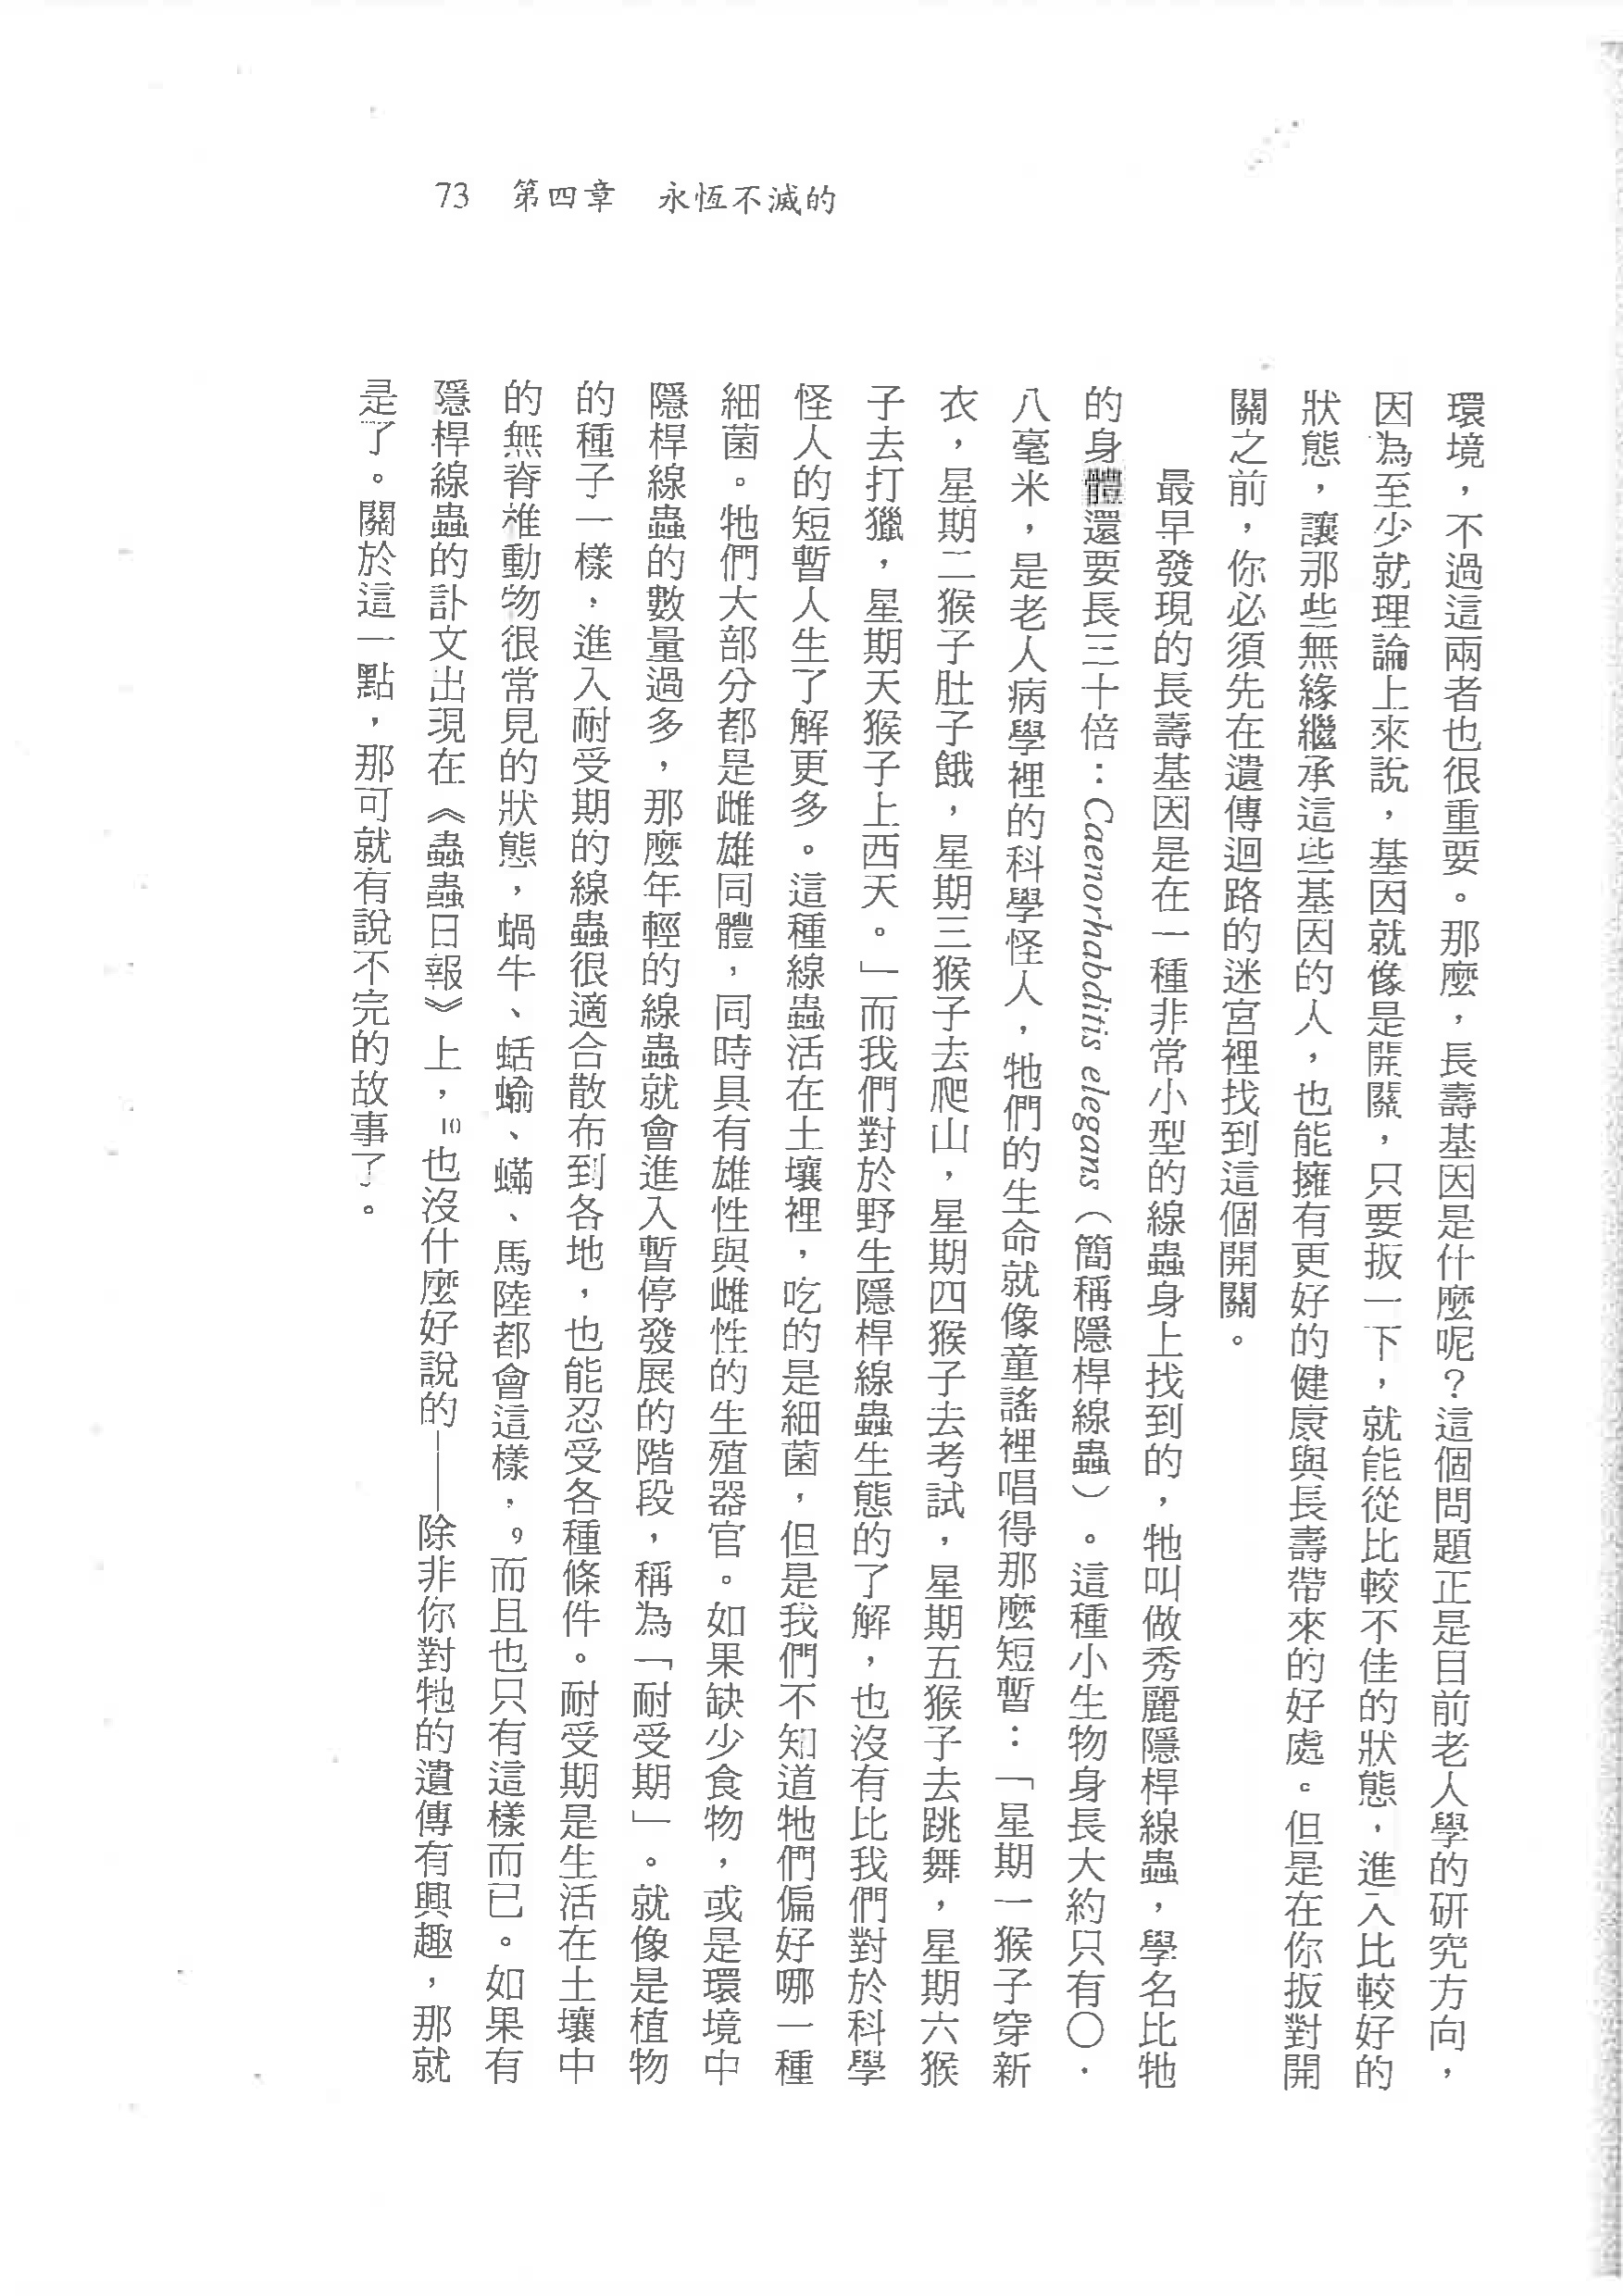 73 第四章 永恆不滅的
環境，不過這兩者也很重要。那麼，長壽基因是什麼呢？這個問題正是目前老人學的研究方向，
因為至少就理論上來說，基因就像是開關，只要扳一下，就能從比較不佳的狀態，進入比較好的
狀態，讓那些無緣繼承這些基因的人，也能擁有更好的健康與長壽帶來的好處。但是在你扳對開
關之前，你必須先在遺傳迴路的迷宮裡找到這個開關。
最早發現的長壽基因是在一種非常小型的線蟲身上找到的，牠叫做秀麗隱桿線蟲，學名比牠
的身體還要長三十倍：Caenorhabditis elegans（簡稱隱桿線蟲）。這種小生物身長大約只有〇．
八毫米，是老人病學裡的科學怪人，牠們的生命就像童謠裡唱得那麼短暫：「星期一猴子穿新
衣，星期二猴子肚子餓，星期三猴子去爬山，星期四猴子去考試，星期五猴子去跳舞，星期六猴
子去打獵，星期天猴子上西天。」而我們對於野生隱桿線蟲生態的了解，也沒有比我們對於科學
怪人的短暫人生了解更多。這種線蟲活在土壤裡，吃的是細菌，但是我們不知道牠們偏好哪一種
細菌。牠們大部分都是雌雄同體，同時具有雄性與雌性的生殖器官。如果缺少食物，或是環境中
隱桿線蟲的數量過多，那麼年輕的線蟲就會進入暫停發展的階段，稱為「耐受期」。就像是植物
的種子一樣，進入耐受期的線蟲很適合散布到各地，也能忍受各種條件。耐受期是生活在土壤中
的無脊椎動物很常見的狀態，蝸牛、蛞蝓、蟎、馬陸都會這樣，9而且也只有這樣而已。如果有
隱桿線蟲的訃文出現在《蟲蟲日報》上，10也沒什麼好說的——除非你對牠的遺傳有興趣，那就
是了。關於這一點，那可就有說不完的故事了。